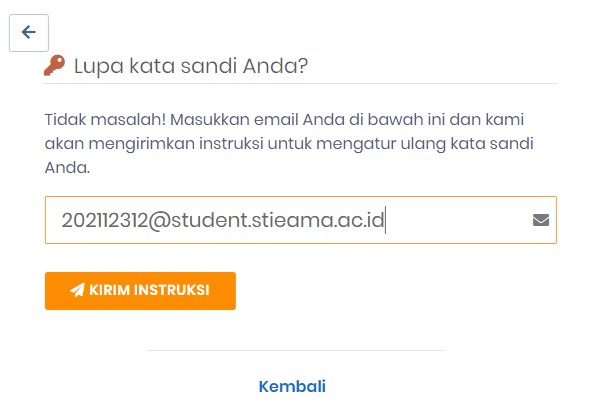 Lupa kata sandi Anda?
Tidak masalah! Masukkan email Anda di bawah ini dan kami
akan mengirimkan instruksi untuk mengatur ulang kata sandi
Anda.
202112312@student.stieama.ac.id
KIRIM INSTRUKSI
Kembali